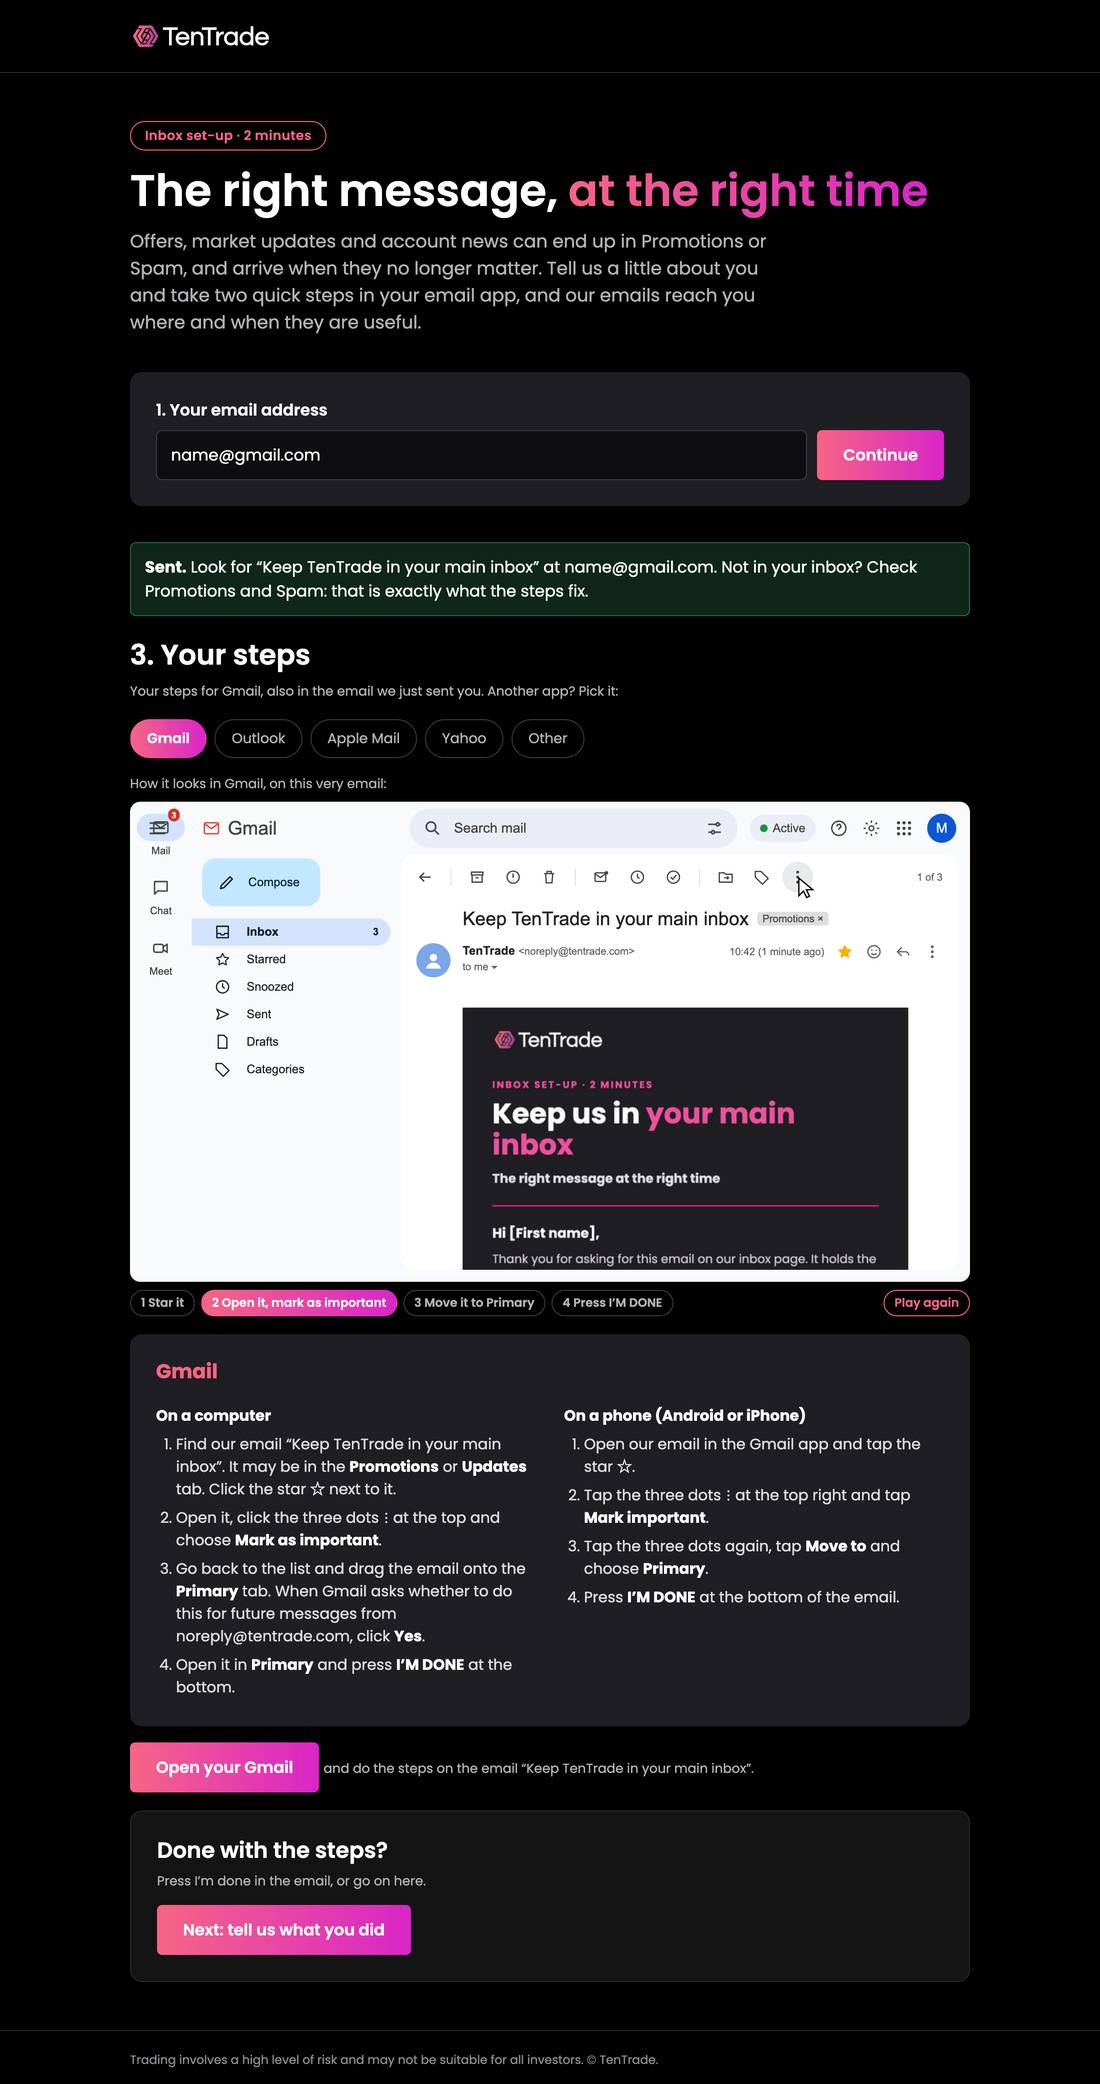 TenTrade
Inbox set-up · 2 minutes
The right message, at the right time
Offers, market updates and account news can end up in Promotions or
Spam, and arrive when they no longer matter. Tell us a little about you
and take two quick steps in your email app, and our emails reach you
where and when they are useful.
1. Your email address
name@gmail.com
Continue
Sent. Look for “Keep TenTrade in your main inbox” at name@gmail.com. Not in your inbox? Check
Promotions and Spam: that is exactly what the steps fix.
3. Your steps
Your steps for Gmail, also in the email we just sent you. Another app? Pick it:
Gmail
Outlook
Apple Mail
Yahoo
Other
How it looks in Gmail, on this very email:
3
Mail
Chat
Meet
Gmail
Search mail
Active
M
Compose
Inbox 3
Starred
Snoozed
Sent
Drafts
Categories
1 of 3
Keep TenTrade in your main inbox
Promotions ×
TenTrade <noreply@tentrade.com>
10:42 (1 minute ago)
to me
TenTrade
INBOX SET-UP · 2 MINUTES
Keep us in your main
inbox
The right message at the right time
Hi [First name],
Thank you for asking for this email on our inbox page. It holds the
1 Star it
2 Open it, mark as important
3 Move it to Primary
4 Press I’M DONE
Play again
Gmail
On a computer
1. Find our email “Keep TenTrade in your main
inbox”. It may be in the Promotions or Updates
tab. Click the star ☆ next to it.
2. Open it, click the three dots ⋮ at the top and
choose Mark as important.
3. Go back to the list and drag the email onto the
Primary tab. When Gmail asks whether to do
this for future messages from
noreply@tentrade.com, click Yes.
4. Open it in Primary and press I’M DONE at the
bottom.
On a phone (Android or iPhone)
1. Open our email in the Gmail app and tap the
star ☆.
2. Tap the three dots ⋮ at the top right and tap
Mark important.
3. Tap the three dots again, tap Move to and
choose Primary.
4. Press I’M DONE at the bottom of the email.
Open your Gmail
and do the steps on the email “Keep TenTrade in your main inbox”.
Done with the steps?
Press I’m done in the email, or go on here.
Next: tell us what you did
Trading involves a high level of risk and may not be suitable for all investors. © TenTrade.